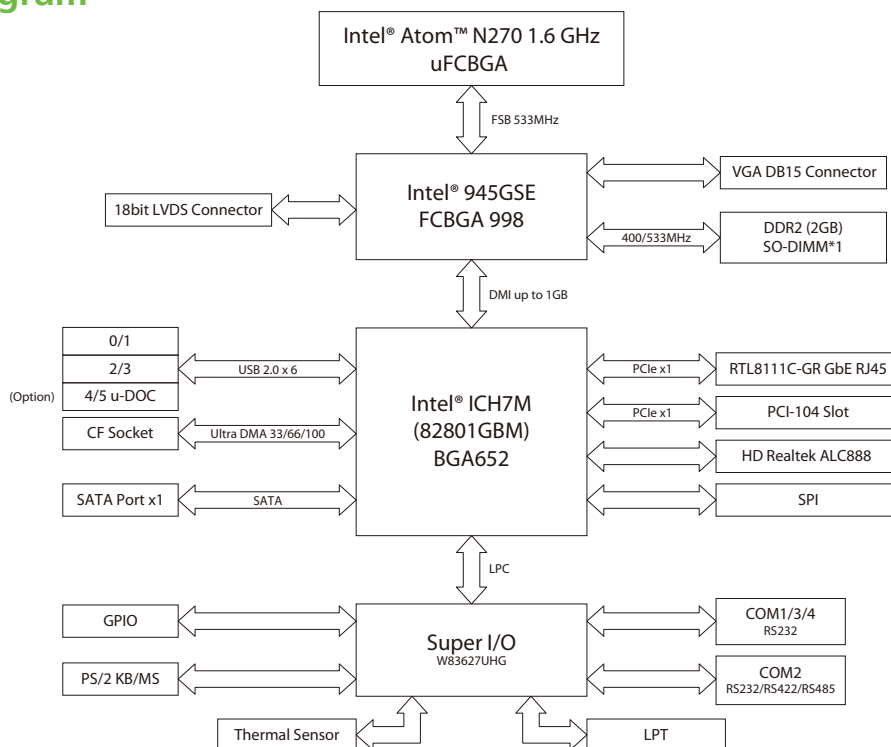 gram
Intel® Atom™ N270 1.6 GHz
uFCBGA
FSB 533MHz
Intel® 945GSE
FCBGA 998
VGA DB15 Connector
18bit LVDS Connector
400/533MHz
DDR2 (2GB)
SO-DIMM*1
DMI up to 1GB
0/1
2/3
(Option)
4/5 u-DOC
USB 2.0 x 6
CF Socket
Ultra DMA 33/66/100
SATA Port x1
SATA
Intel® ICH7M
(82801GBM)
BGA652
PCIe x1
RTL8111C-GR GbE RJ45
PCIe x1
PCI-104 Slot
HD Realtek ALC888
SPI
LPC
GPIO
PS/2 KB/MS
Super I/O
W83627UHG
COM1/3/4
RS232
COM2
RS232/RS422/RS485
Thermal Sensor
LPT